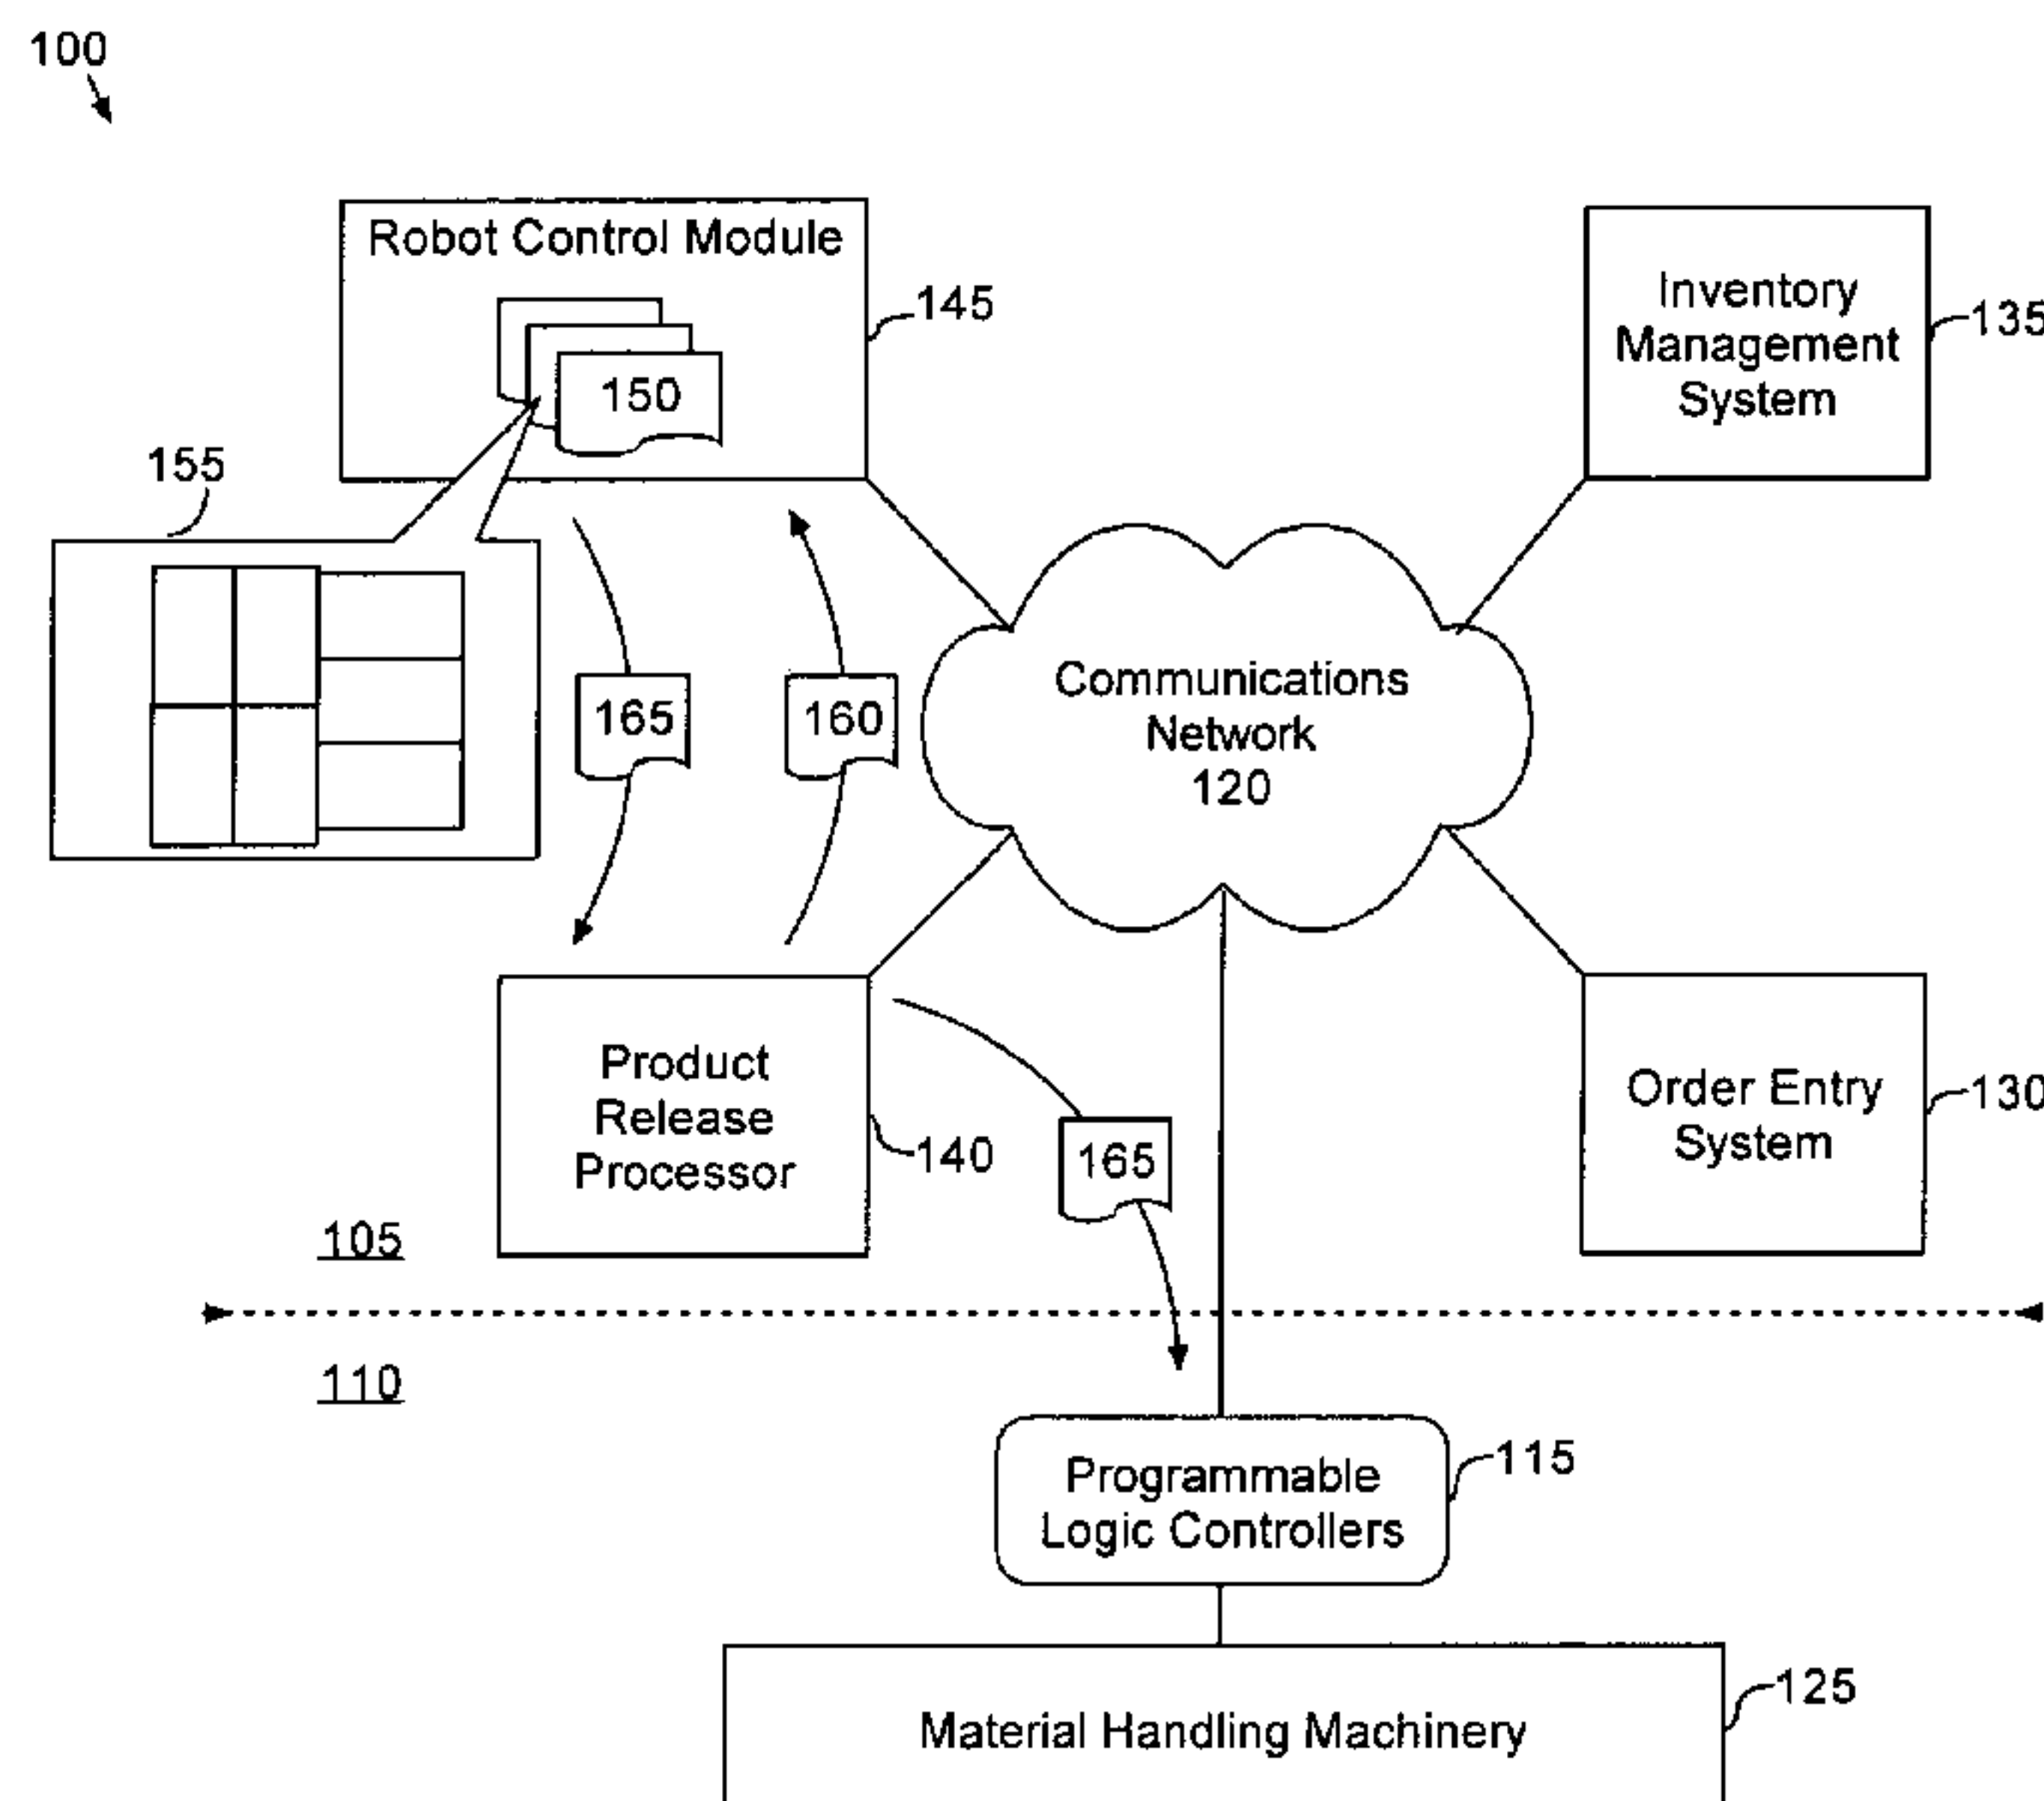 100
Robot Control Module
145
150
Inventory
Management
System
135
155
165
160
Communications
Network
120
Product
Release
Processor
140
165
Order Entry
System
130
105
110
Programmable
Logic Controllers
115
Material Handling Machinery
125